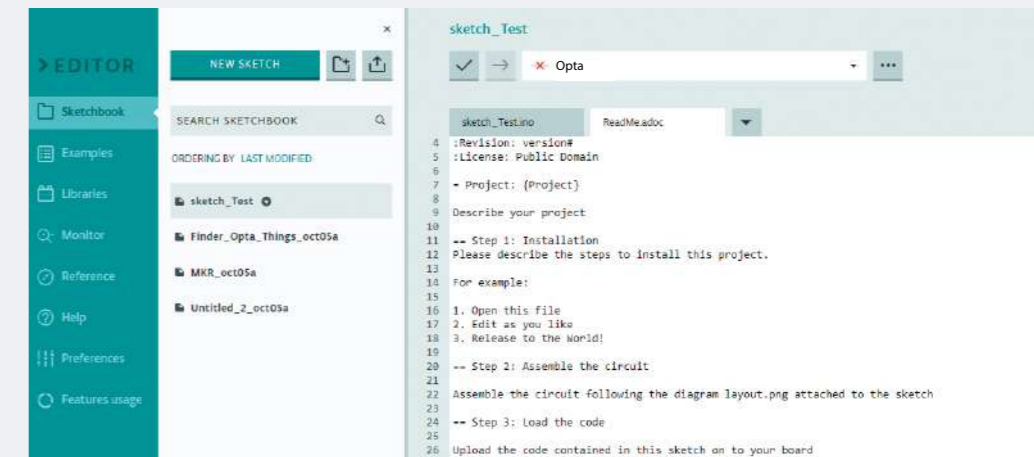 >EDITOR
Sketchbook
Examples
Libraries
Monitor
Reference
Help
Preferences
Features usage
×
NEW SKETCH
SEARCH SKETCHBOOK
ORDERING BY LAST MODIFIED
sketch_Test
Finder_Opta_Things_oct05a
MKR_oct05a
Untitled_2_oct05a
sketch_Test
Opta
sketch_Test.ino ReadMe.adoc
4 :Revision: version#
5 :License: Public Domain
6
7 = Project: {Project}
8
9 Describe your project
10
11 == Step 1: Installation
12 Please describe the steps to install this project.
13
14 For example:
15
16 1. Open this file
17 2. Edit as you like
18 3. Release to the World!
19
20 == Step 2: Assemble the circuit
21
22 Assemble the circuit following the diagram layout.png attached to the sketch
23
24 == Step 3: Load the code
25
26 Upload the code contained in this sketch on to your board